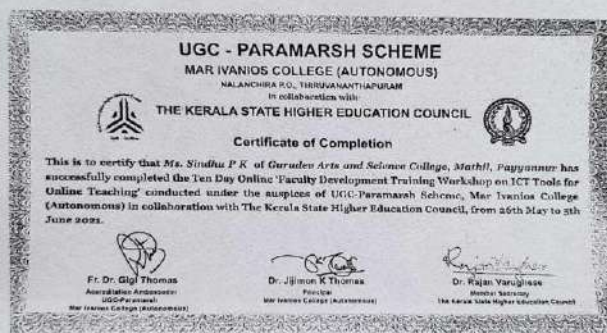 UGC - PARAMARSH SCHEME
MAR IVANIOS COLLEGE (AUTONOMOUS)
NALANCHIRA P.O., THIRUVANANTHAPURAM
in collaboration with
THE KERALA STATE HIGHER EDUCATION COUNCIL
Certificate of Completion
This is to certify that Ms. Sindhu P K of Gurudev Arts and Science College, Mathil, Payyannur has
successfully completed the Ten Day Online 'Faculty Development Training Workshop on ICT Tools for
Online Teaching' conducted under the auspices of UGC-Paramarsh Scheme, Mar Ivanios College
(Autonomous) in collaboration with The Kerala State Higher Education Council, from 26th May to 5th
June 2021.
Fr. Dr. Gigi Thomas
Accreditation Ambassador
UGC-Paramarsh
Mar Ivanios College (Autonomous)
Dr. Jijimon K Thomas
Principal
Mar Ivanios College (Autonomous)
Dr. Rajan Varughese
Member Secretary
The Kerala State Higher Education Council